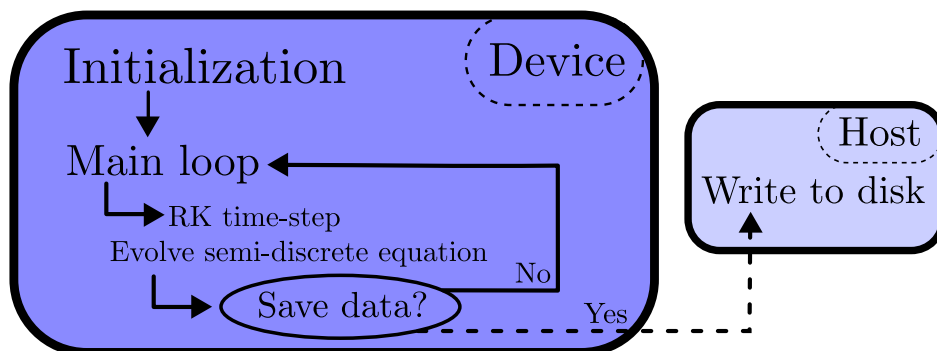 Initialization
Device
Main loop
RK time-step
Evolve semi-discrete equation
No
Save data?
Yes
Host
Write to disk